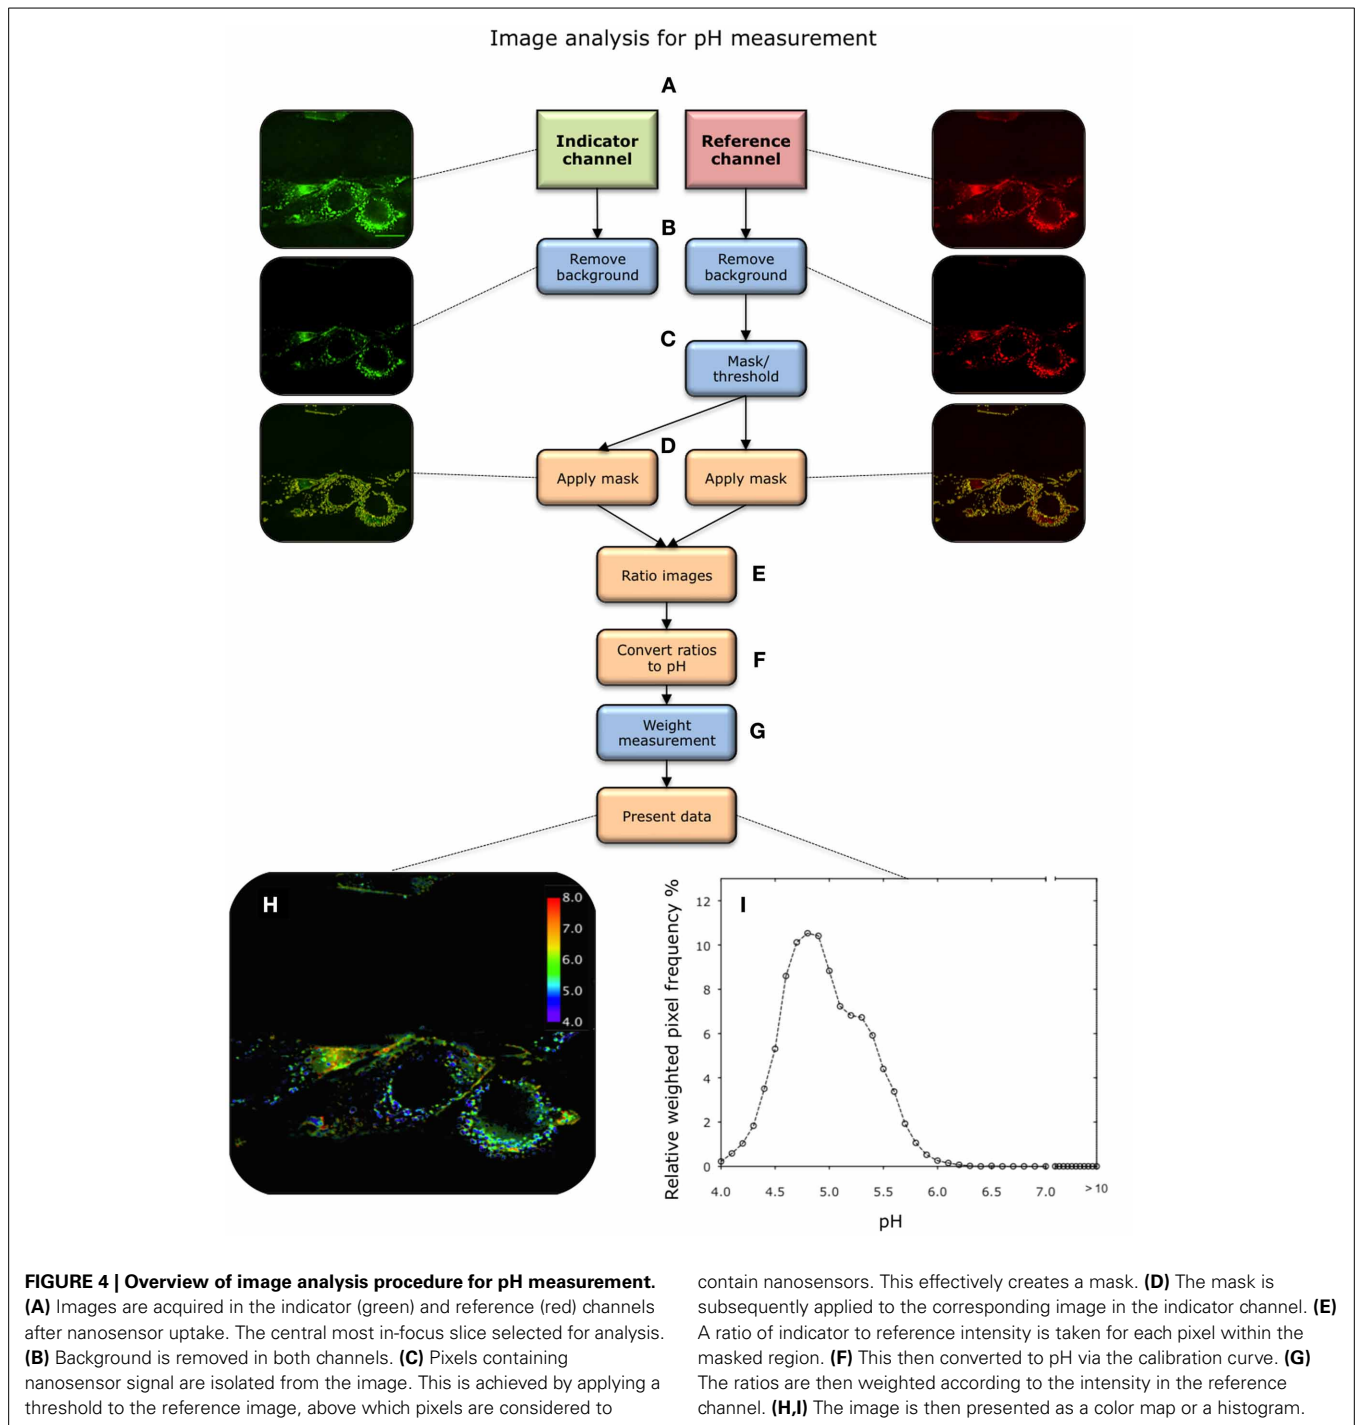 Image analysis for pH measurement
A
Indicator
channel
Reference
channel
B
Remove
background
Remove
background
C
Mask/
threshold
D
Apply mask
Apply mask
Ratio images
E
Convert ratios
to pH
F
Weight
measurement
G
Present data
H
8.0
7.0
6.0
5.0
4.0
I
Relative weighted pixel frequency %
12
10
8
6
4
2
0
4.0 4.5 5.0 5.5 6.0 6.5 7.0 >10
pH
FIGURE 4 | Overview of image analysis procedure for pH measurement.
(A) Images are acquired in the indicator (green) and reference (red) channels
after nanosensor uptake. The central most in-focus slice selected for analysis.
(B) Background is removed in both channels. (C) Pixels containing
nanosensor signal are isolated from the image. This is achieved by applying a
threshold to the reference image, above which pixels are considered to
contain nanosensors. This effectively creates a mask. (D) The mask is
subsequently applied to the corresponding image in the indicator channel. (E)
A ratio of indicator to reference intensity is taken for each pixel within the
masked region. (F) This then converted to pH via the calibration curve. (G)
The ratios are then weighted according to the intensity in the reference
channel. (H,I) The image is then presented as a color map or a histogram.